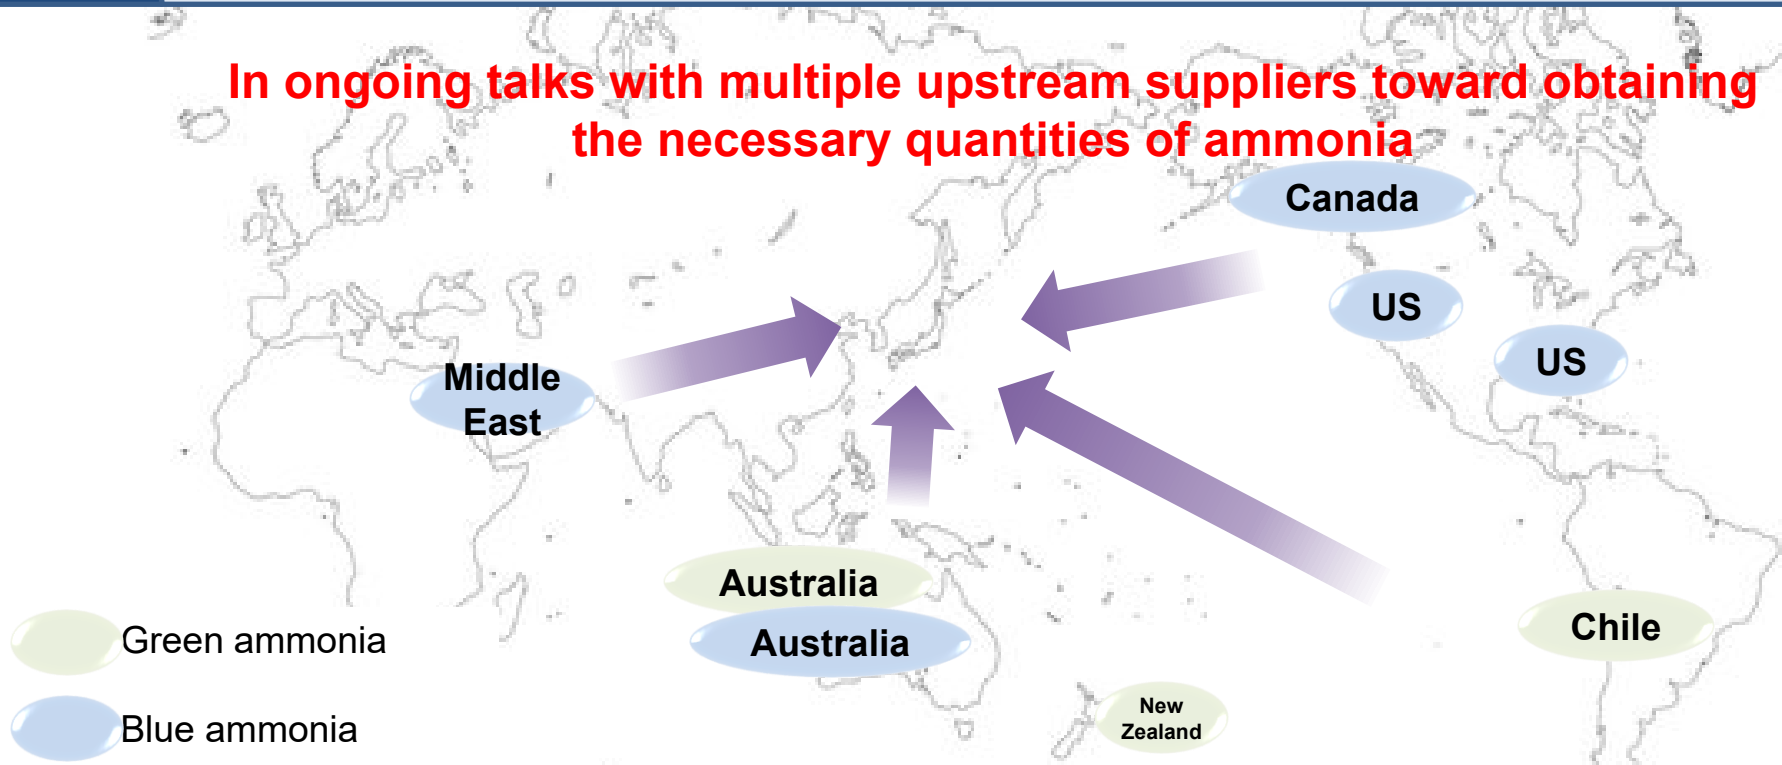 In ongoing talks with multiple upstream suppliers toward obtaining
the necessary quantities of ammonia
Canada
US
US
Middle
East
Australia
Australia
Chile
New
Zealand
Green ammonia
Blue ammonia